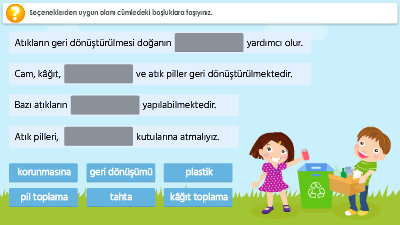 Seçeneklerden uygun olanı cümledeki boşluklara taşıyınız.
Atıkların geri dönüştürülmesi doğanın yardımcı olur.
Cam, kâğıt, ve atık piller geri dönüştürülmektedir.
Bazı atıkların yapılabilmektedir.
Atık pilleri, kutularına atmalıyız.
korunmasına geri dönüşümü plastik
pil toplama tahta kâğıt toplama